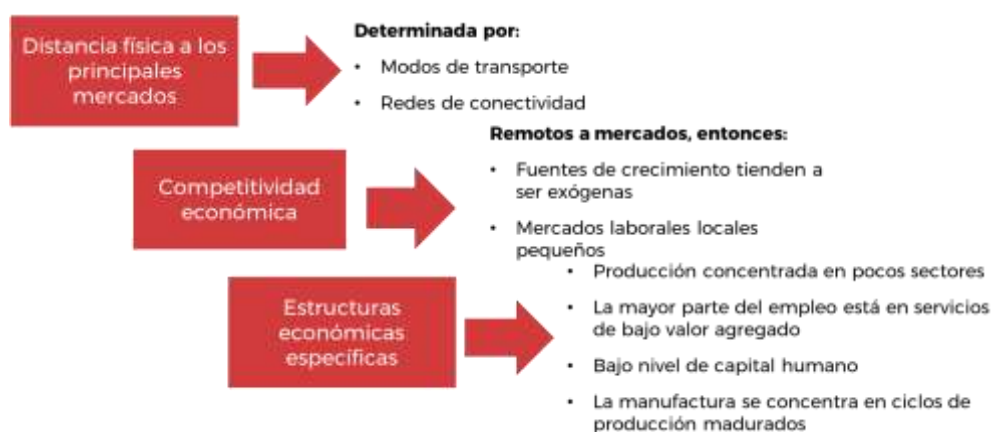 Distancia física a los
principales
mercados
Determinada por:
• Modos de transporte
• Redes de conectividad
Competitividad
económica
Remotos a mercados, entonces:
• Fuentes de crecimiento tienden a
ser exógenas
• Mercados laborales locales
pequeños
Estructuras
económicas
específicas
• Producción concentrada en pocos sectores
• La mayor parte del empleo está en servicios
de bajo valor agregado
• Bajo nivel de capital humano
• La manufactura se concentra en ciclos de
producción madurados